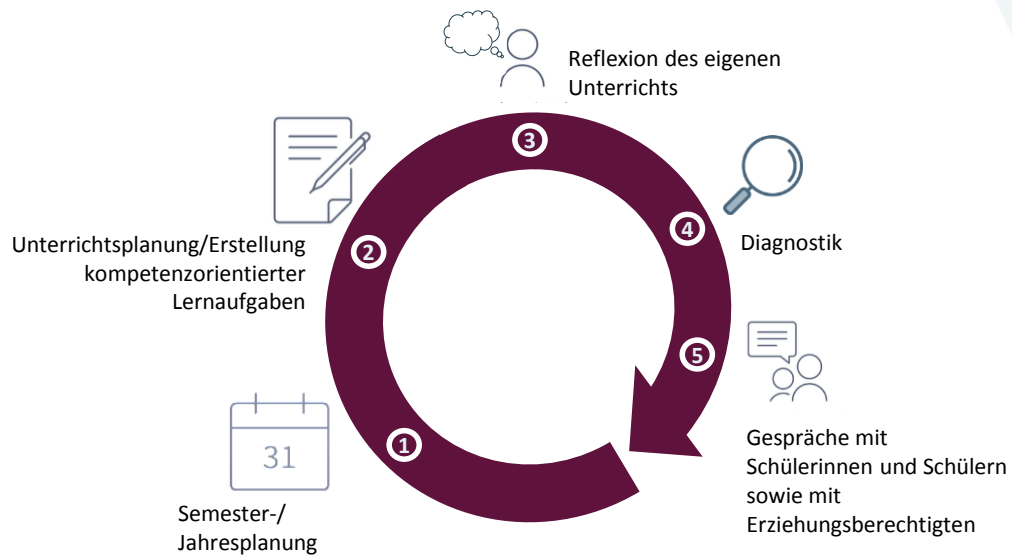 Reflexion des eigenen
Unterrichts
3
4
Diagnostik
2
Unterrichtsplanung/Erstellung
kompetenzorientierter
Lernaufgaben
5
Gespräche mit
Schülerinnen und Schülern
sowie mit
Erziehungsberechtigten
1
31
Semester-/
Jahresplanung